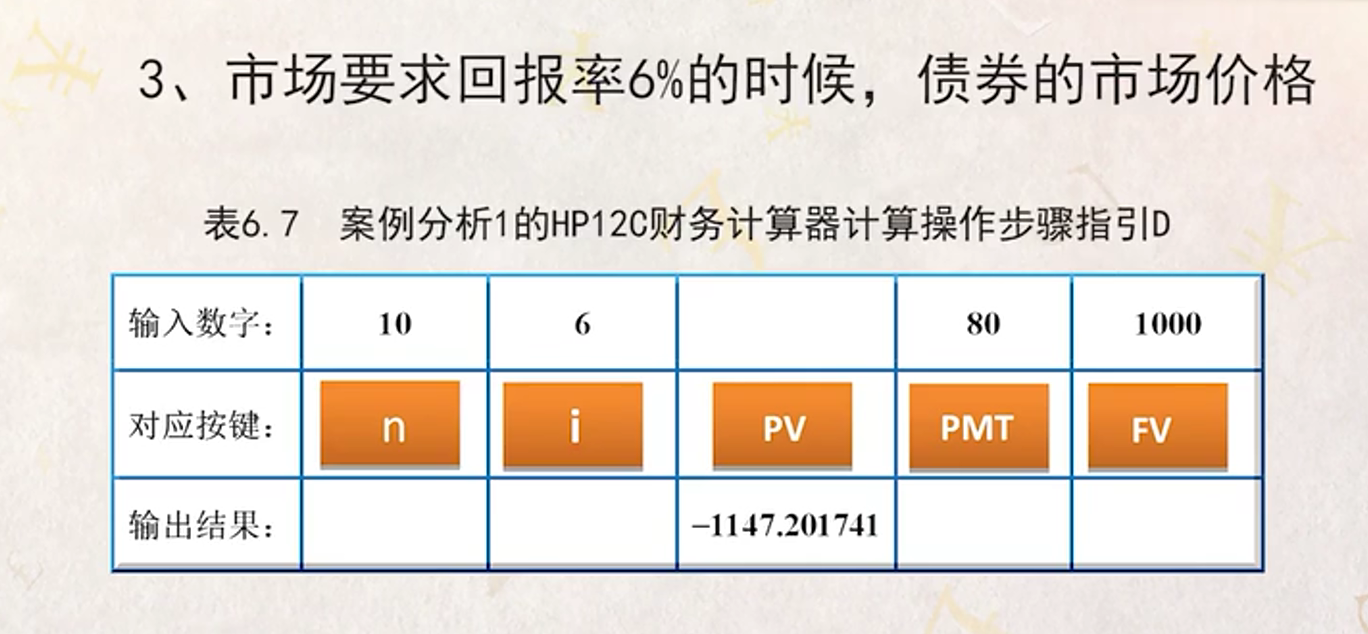 3、市场要求回报率6%的时候，债券的市场价格
表6.7 案例分析1的HP12C财务计算器计算操作步骤指引D
输入数字： 10 6 80 1000
对应按键： n i PV PMT FV
输出结果： –1147.201741